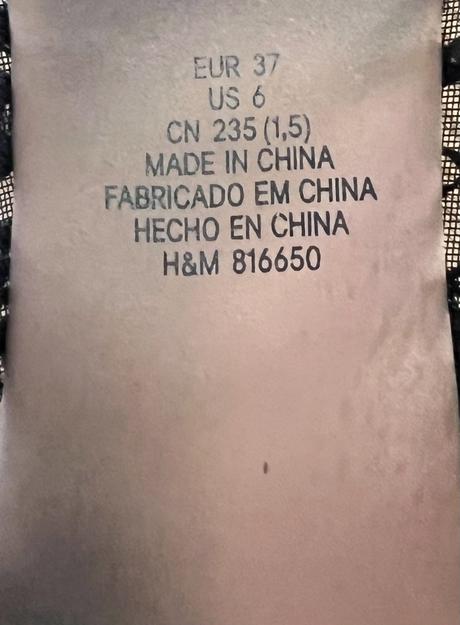 EUR 37
US 6
CN 235 (1,5)
MADE IN CHINA
FABRICADO EM CHINA
HECHO EN CHINA
H&M 816650